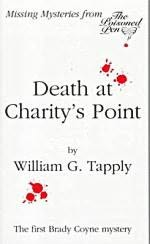 Missing Mysteries from
The
Poisoned
Pen
Death at
Charity's Point
by
William G. Tapply
The first Brady Coyne mystery